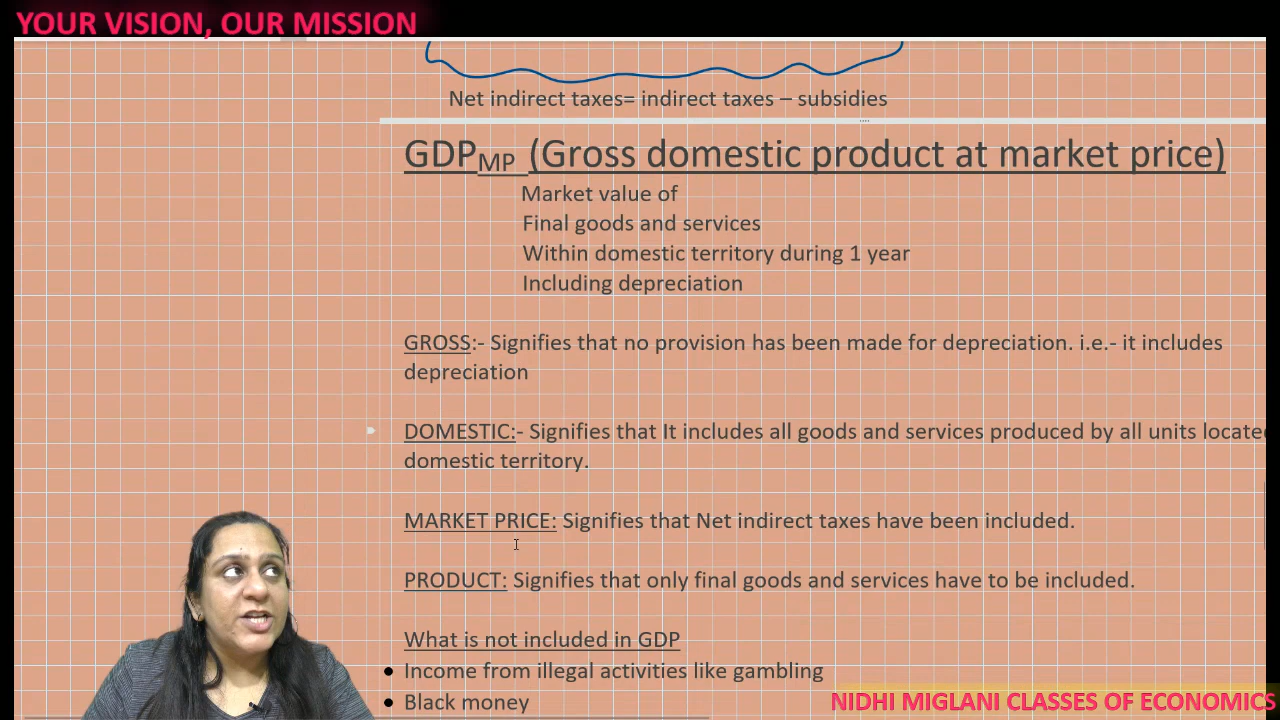 YOUR VISION, OUR MISSION
Net indirect taxes= indirect taxes – subsidies
GDPMP (Gross domestic product at market price)
Market value of
Final goods and services
Within domestic territory during 1 year
Including depreciation
GROSS:- Signifies that no provision has been made for depreciation. i.e.- it includes
depreciation
DOMESTIC:- Signifies that It includes all goods and services produced by all units locate
domestic territory.
MARKET PRICE: Signifies that Net indirect taxes have been included.
PRODUCT: Signifies that only final goods and services have to be included.
What is not included in GDP
● Income from illegal activities like gambling
● Black money
NIDHI MIGLANI CLASSES OF ECONOMICS